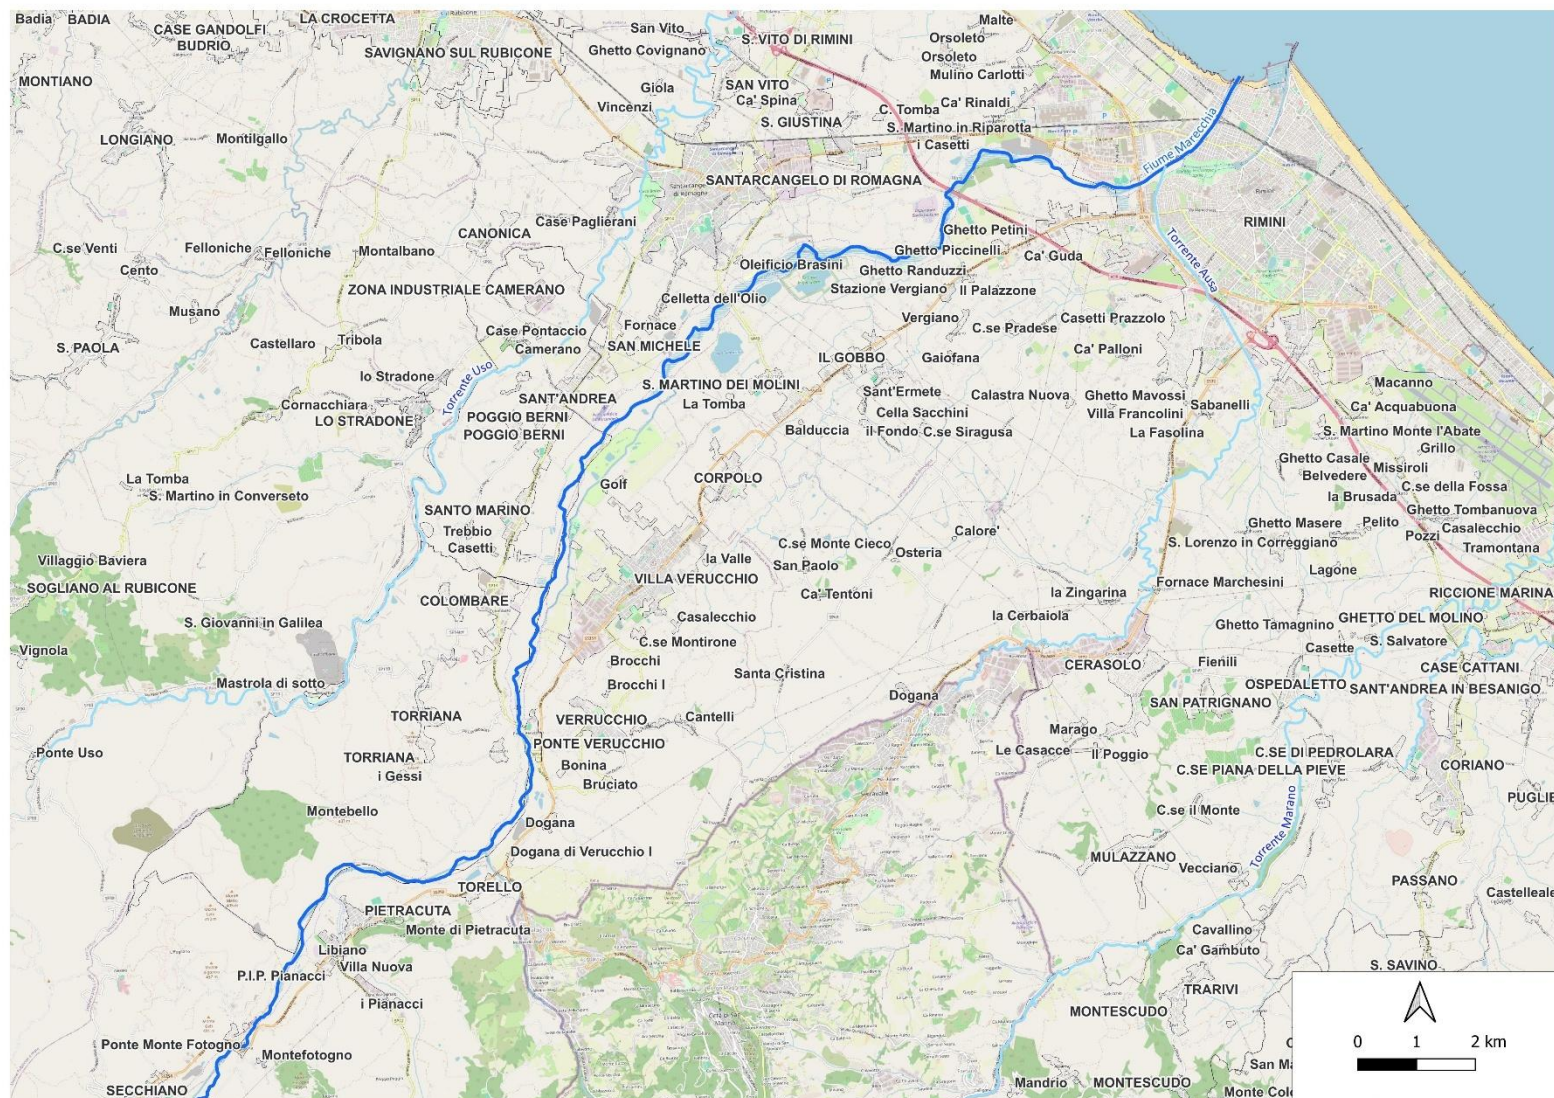 Badia
BADIA
LA CROCETTA
CASE GANDOLFI
BUDRIO
SAVIGNANO SUL RUBICONE
San Vito
Ghetto Covignano
S. VITO DI RIMINI
Malte
Orsoleto
Orsoleto
Mulino Carlotti
MONTIANO
Giola
Vincenzi
SAN VITO
Ca' Spina
C. Tomba
Ca' Rinaldi
S. GIUSTINA
S. Martino in Riparotta
i Casetti
LONGIANO
Montilgallo
Fiume Marecchia
SANTARCANGELO DI ROMAGNA
Case Paglierani
RIMINI
Rimini
CANONICA
Ghetto Petini
C.se Venti
Felloniche
Felloniche
Montalbano
Ghetto Piccinelli
Ca' Guda
Torrente Ausa
Cento
Oleificio Brasini
Ghetto Randuzzi
Stazione Vergiano
Il Palazzone
ZONA INDUSTRIALE CAMERANO
Celletta dell'Olio
Musano
Fornace
SAN MICHELE
Vergiano
C.se Pradese
Casetti Prazzolo
Case Pontaccio
Camerano
Castellaro
Tribola
S. PAOLA
IL GOBBO
Gaiofana
Ca' Palloni
lo Stradone
Torrente Uso
S. MARTINO DEI MOLINI
La Tomba
Sant'Ermete
Calastra Nuova
Ghetto Mavossi
Villa Francolini
Sabanelli
Macanno
Ca' Acquabuona
Cornacchiara
LO STRADONE
SANT'ANDREA
POGGIO BERNI
POGGIO BERNI
Cella Sacchini
Balduccia
il Fondo
C.se Siragusa
La Fasolina
S. Martino Monte l'Abate
Grillo
Ghetto Casale
Belvedere
Missiroli
La Tomba
S. Martino in Converseto
Golf
CORPOLO
la Brusada
C.se della Fossa
SANTO MARINO
Trebbio
Casetti
Calore'
Ghetto Masere
Pelito
Ghetto Tombanuova
Casalecchio
Pozzi
Tramontana
S. Lorenzo in Correggiano
C.se Monte Cieco
Osteria
la Valle
San Paolo
VILLA VERUCCHIO
Villaggio Baviera
SOGLIANO AL RUBICONE
Lagone
Fornace Marchesini
COLOMBARE
Ca' Tentoni
la Zingarina
RICCIONE MARINA
S. Giovanni in Galilea
Casalecchio
la Cerbaiola
Ghetto Tamagnino
GHETTO DEL MOLINO
C.se Montirone
Vignola
Brocchi
Casette
S. Salvatore
CERASOLO
Fienili
CASE CATTANI
Mastrola di sotto
Brocchi I
Santa Cristina
Dogana
OSPEDALETTO
SANT'ANDREA IN BESANIGO
SAN PATRIGNANO
TORRIANA
VERRUCCHIO
Cantelli
Marago
Ponte Uso
PONTE VERUCCHIO
Le Casacce
Il Poggio
C.SE DI PEDROLARA
TORRIANA
i Gessi
Bonina
Bruciato
C.SE PIANA DELLA PIEVE
CORIANO
Montebello
C.se il Monte
PUGLIE
Dogana
Torrente Marano
Dogana di Verucchio I
MULAZZANO
Vecciano
TORELLO
PASSANO
Castelleale
PIETRACUTA
Monte di Pietracuta
Libiano
Villa Nuova
Cavallino
Ca' Gambuto
P.I.P. Pianacci
S. SAVINO
i Pianacci
TRARIVI
MONTESCUDO
Ponte Monte Fotogno
Montefotogno
SECCHIANO
Mandrio
MONTESCUDO
San Ma
Monte Col
0 1 2 km